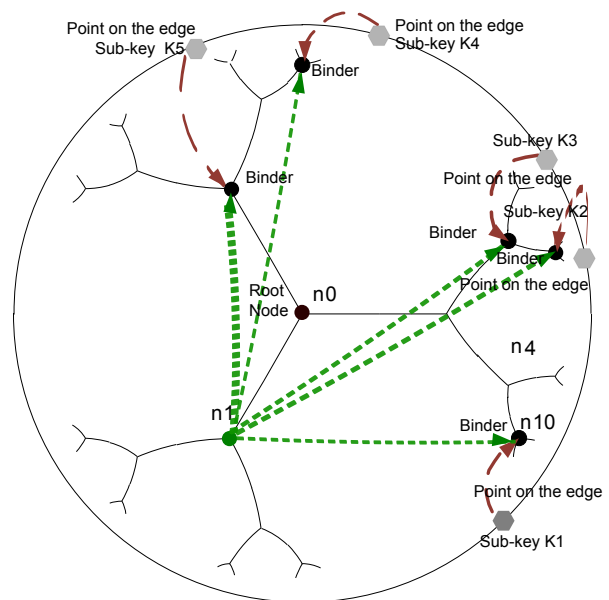 Point on the edge
Sub-key K5
Point on the edge
Sub-key K4
Binder
Sub-key K3
Point on the edge
Binder
Sub-key K2
Binder
Binder
Point on the edge
Root
Node
n0
n4
n1
n10
Binder
Point on the edge
Sub-key K1